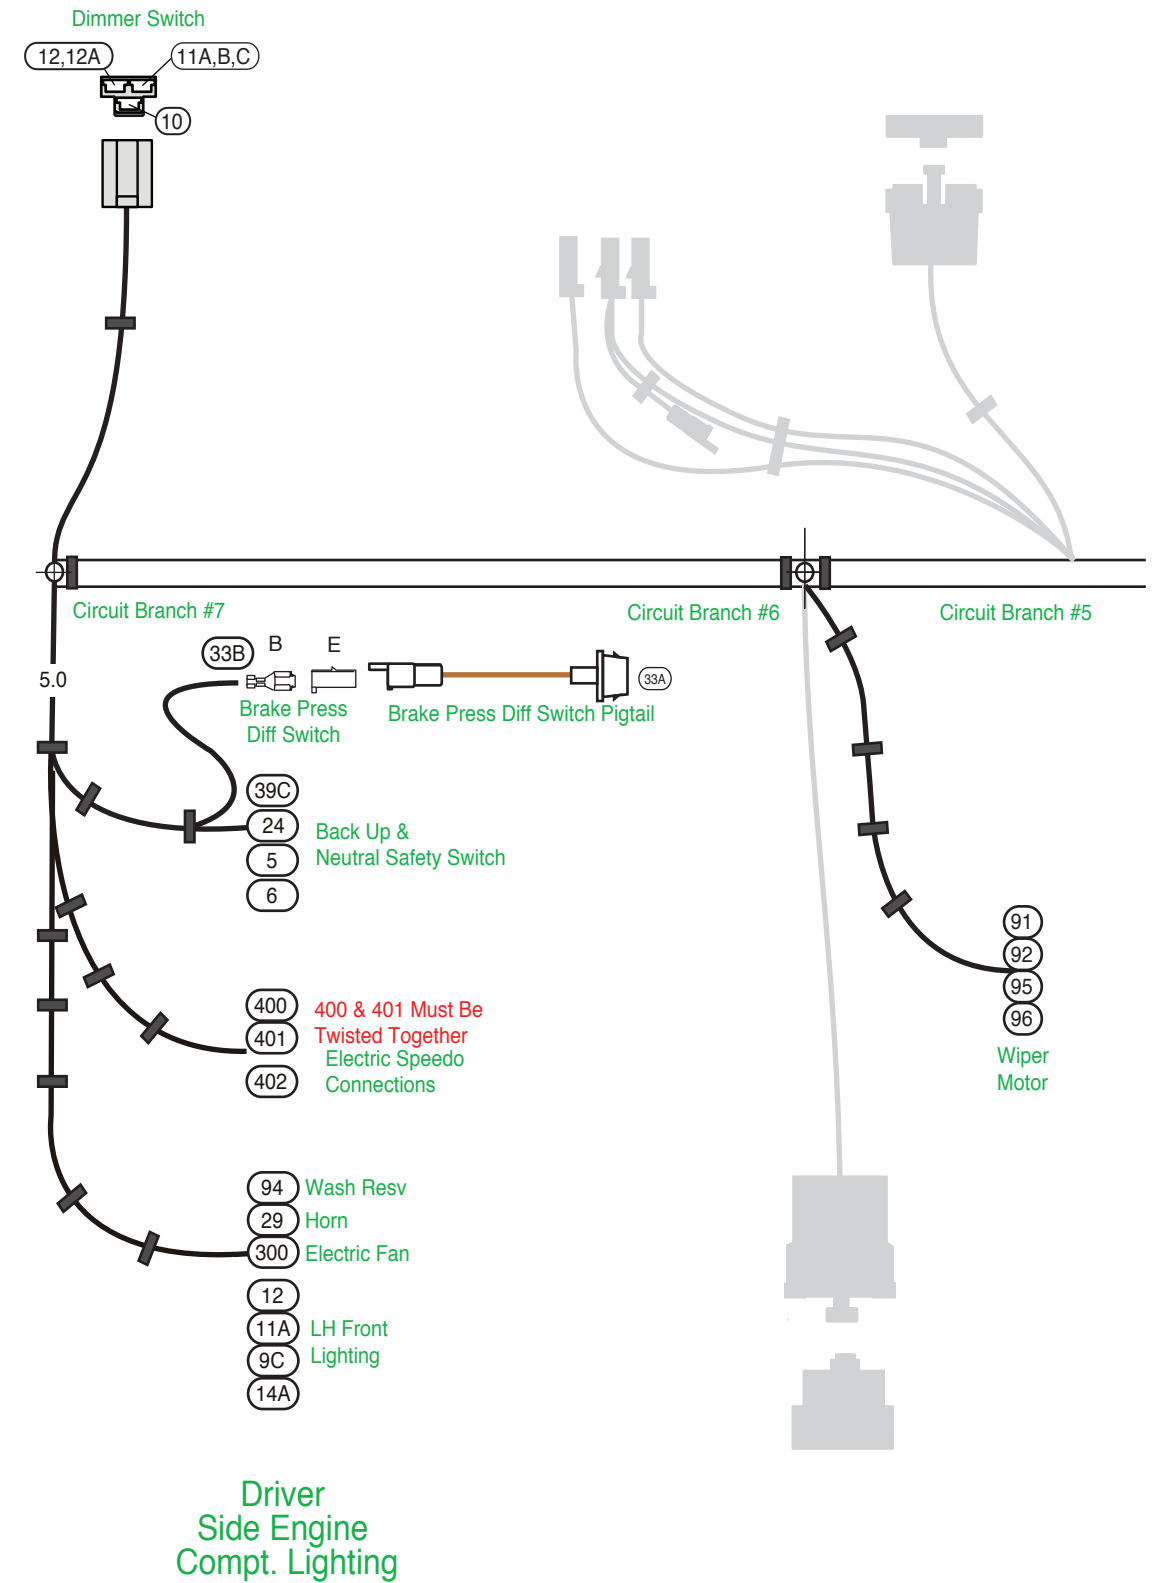 Dimmer Switch
12,12A
11A,B,C
10
Circuit Branch #7
Circuit Branch #6
Circuit Branch #5
5.0
33B
B
E
33A
Brake Press
Diff Switch
Brake Press Diff Switch Pigtail
39C
24
5
6
Back Up &
Neutral Safety Switch
91
92
95
96
Wiper
Motor
400
401
402
400 & 401 Must Be
Twisted Together
Electric Speedo
Connections
94
Wash Resv
29
Horn
300
Electric Fan
12
11A
9C
14A
LH Front
Lighting
Driver
Side Engine
Compt. Lighting